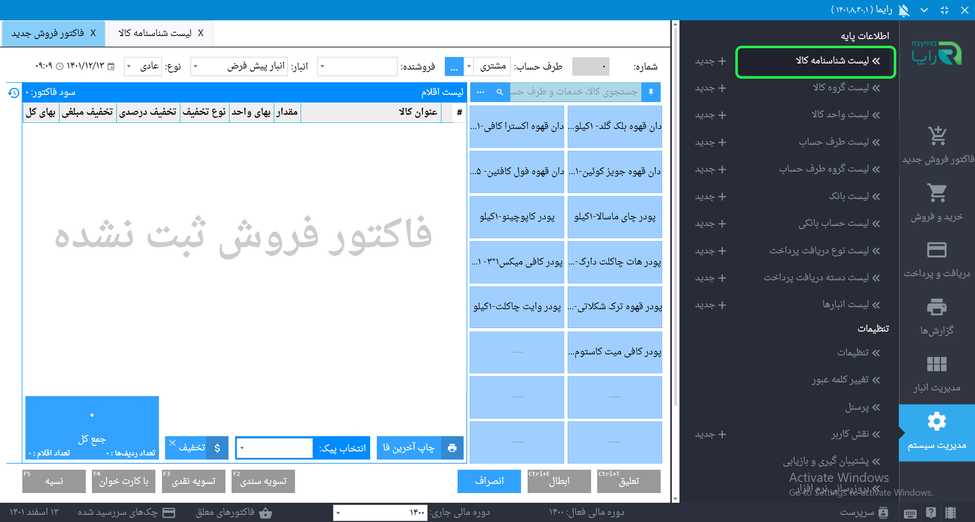 رایما ( ۱۴۰۱,۸,۳۰,۱ )
فاکتور فروش جدید X
لیست شناسنامه کالا X
شماره: ۰ طرف حساب: مشتری ... فروشنده: انبار: انبار پیش فرض نوع: عادی ۱۴۰۱/۱۲/۱۳ ۰۹:۰۹
جستجوی کالا، خدمات و طرف حساب ...
لیست اقلام
سود فاکتور: ۰
# عنوان کالا مقدار بهای واحد نوع تخفیف تخفیف درصدی تخفیف مبلغی بهای کل
فاکتور فروش ثبت نشده
دان قهوه بلک گلد- ۱کیلو...
دان قهوه اکسترا کافی-۱...
دان قهوه جویز کوئین-۱...
دان قهوه فول کافئین- ۵...
پودر چای ماسالا-۱کیلو
پودر کاپوچینو-۱کیلو
پودر هات چاکلت دارک-...
پودر کافی میکس۱*۳- ۱...
پودر قهوه ترک شکلاتی-...
پودر وایت چاکلت-۱کیلو
پودر کافی میت کاستوم...
جمع کل
۰
تعداد ردیف‌ها : ۰
تعداد اقلام : ۰
چاپ آخرین فا
انتخاب پیک:
$ تخفیف X
تعلیق Ctrl+T
ابطال Ctrl+E
انصراف
تسویه سندی F2
تسویه نقدی F3
با کارت خوان F4
نسیه F5
اطلاعات پایه
لیست شناسنامه کالا + جدید
لیست گروه کالا + جدید
لیست واحد کالا + جدید
لیست طرف حساب + جدید
لیست گروه طرف حساب + جدید
لیست بانک + جدید
لیست حساب بانکی + جدید
لیست نوع دریافت پرداخت + جدید
لیست دسته دریافت پرداخت + جدید
لیست انبارها + جدید
تنظیمات
تنظیمات
تغییر کلمه عبور
پرسنل
نقش کاربر + جدید
پشتیبان گیری و بازیابی
بروزرسانی نرم افزار
Activate Windows
Go to Settings to activate Windows.
rayma
رایا
فاکتور فروش جدید
خرید و فروش
دریافت و پرداخت
گزارش‌ها
مدیریت انبار
مدیریت سیستم
سرپرست
دوره مالی فعال: ۱۴۰۰
دوره مالی جاری: ۱۴۰۰
فاکتورهای معلق
چک‌های سررسید شده
۱۳ اسفند ۱۴۰۱